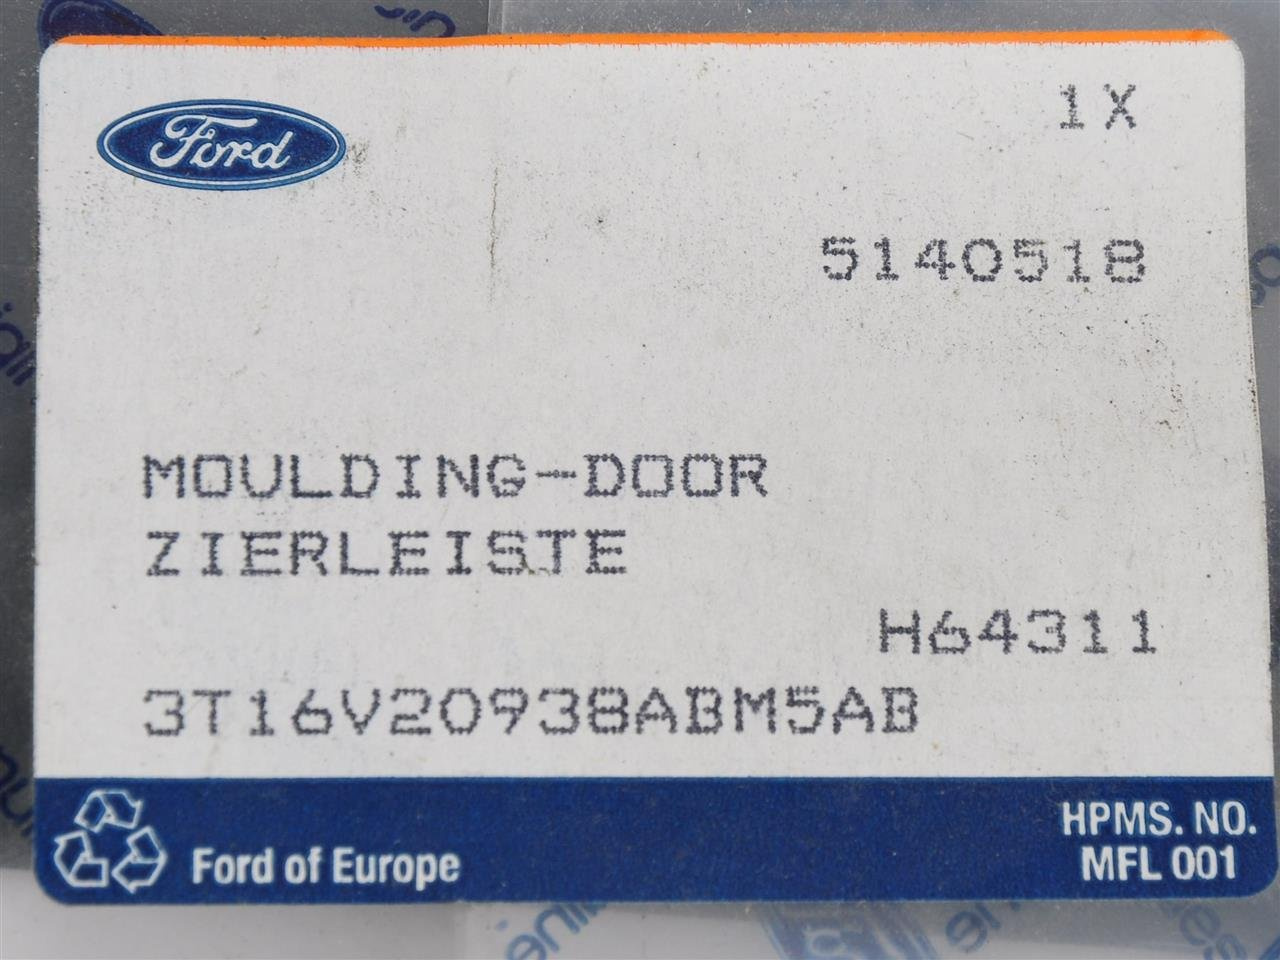 Ford
1X
5140518
MOULDING-DOOR
ZIERLEISTE
H64311
3T16V20938ABM5AB
Ford of Europe
HPMS. NO.
MFL 001